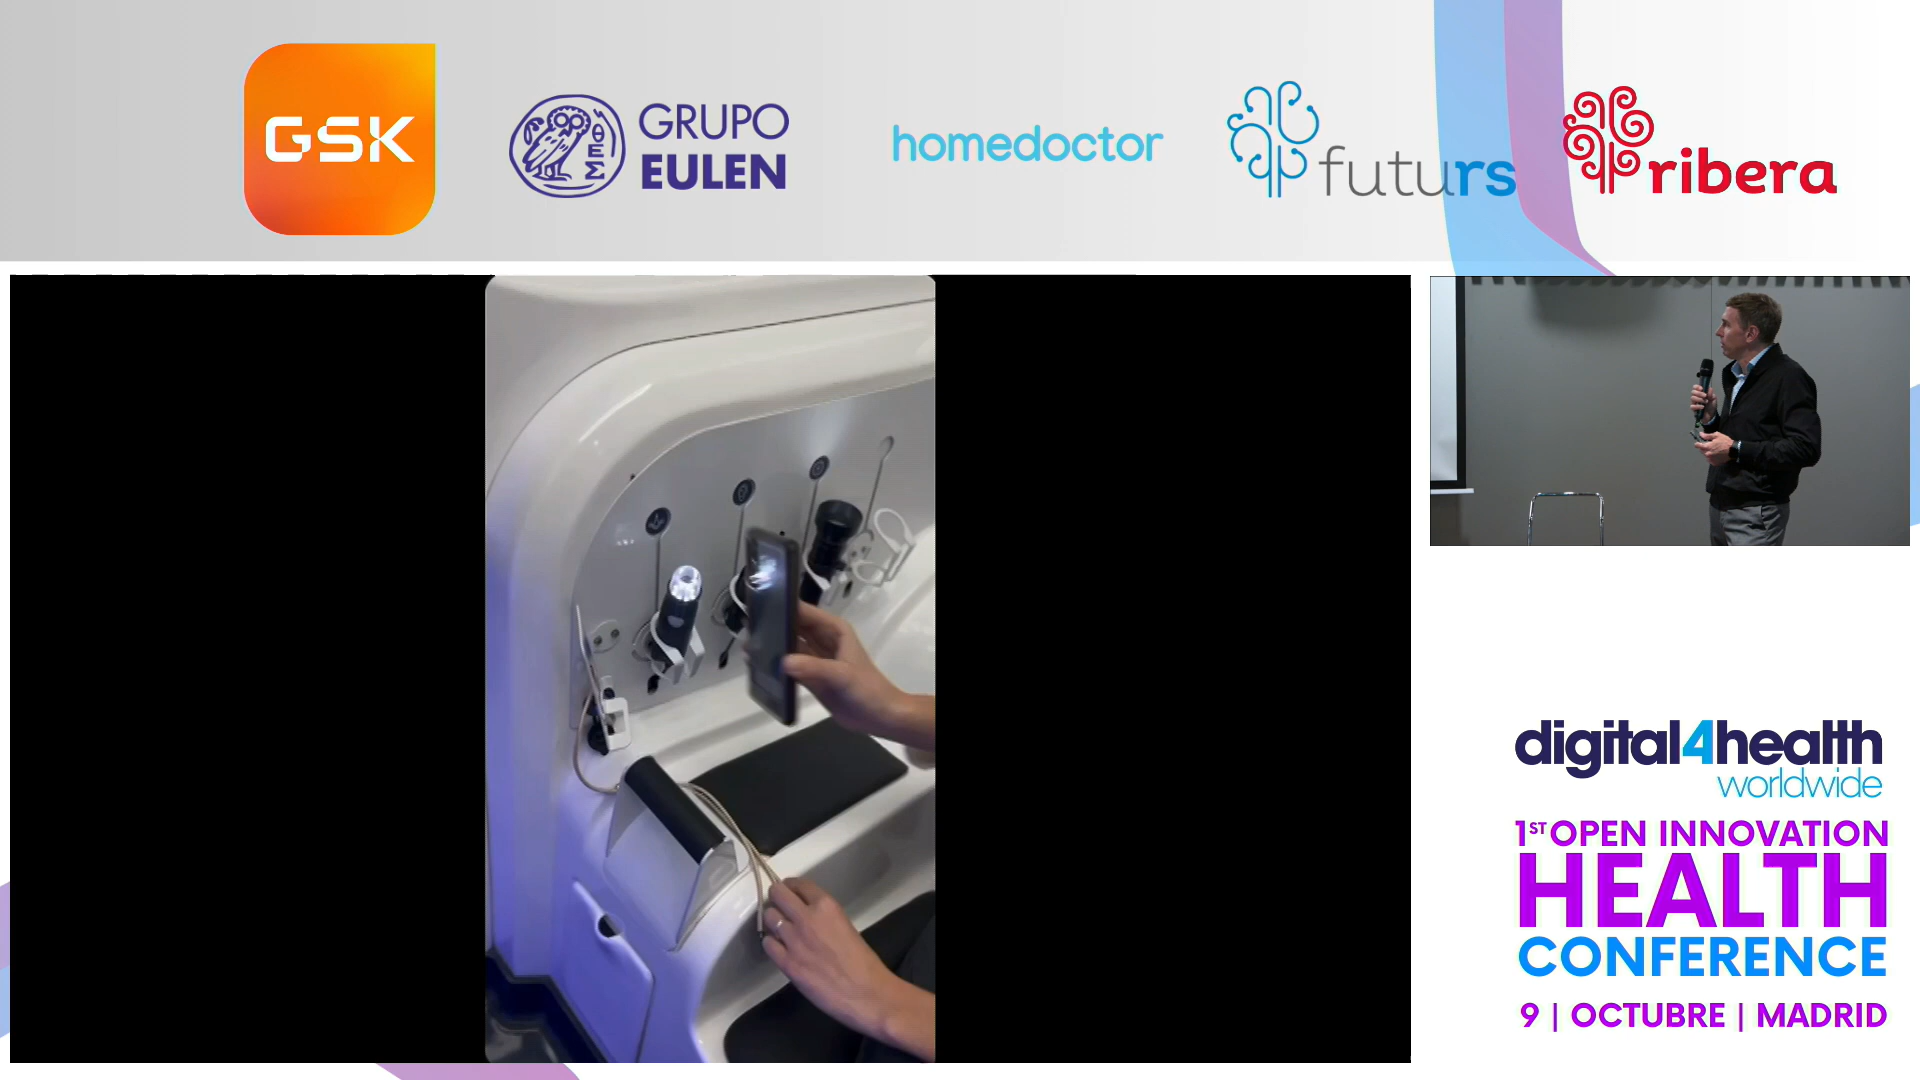 GSK
GRUPO
EULEN
homedoctor
futurs
ribera
digital4health
worldwide
1ST OPEN INNOVATION
HEALTH
CONFERENCE
9 | OCTUBRE | MADRID